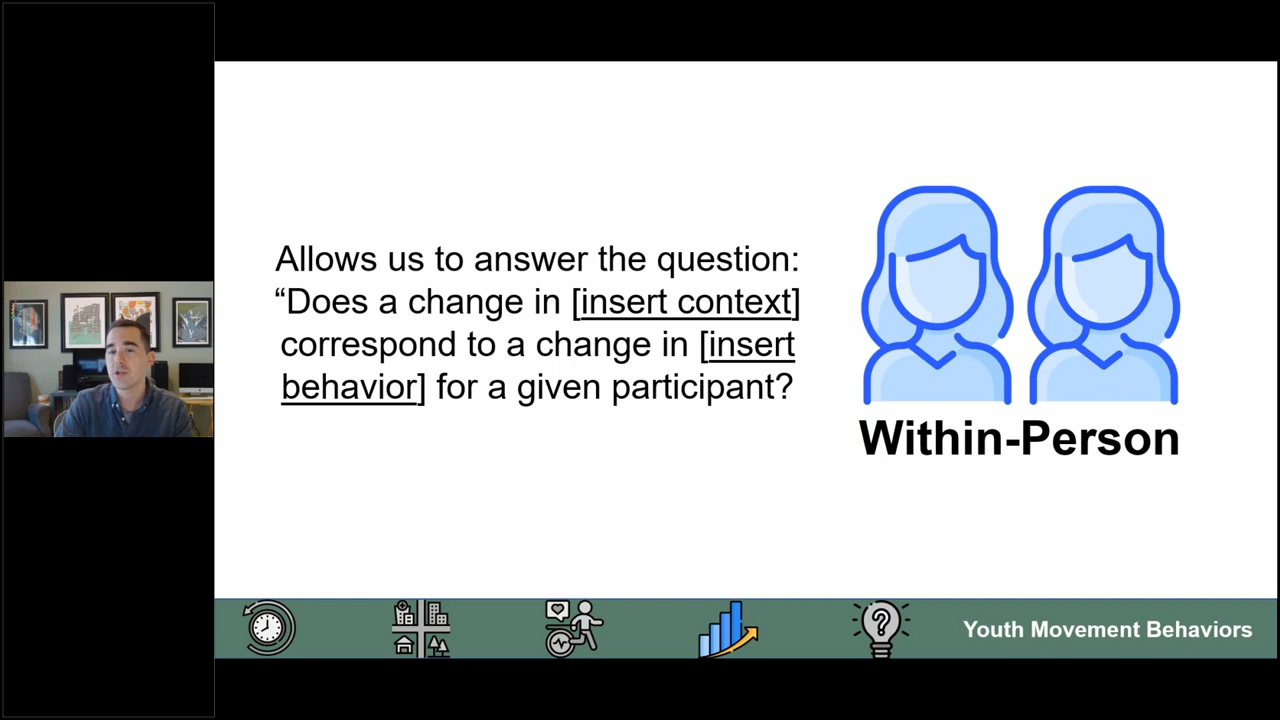 Allows us to answer the question:
“Does a change in [insert context]
correspond to a change in [insert
behavior] for a given participant?
Within-Person
Youth Movement Behaviors